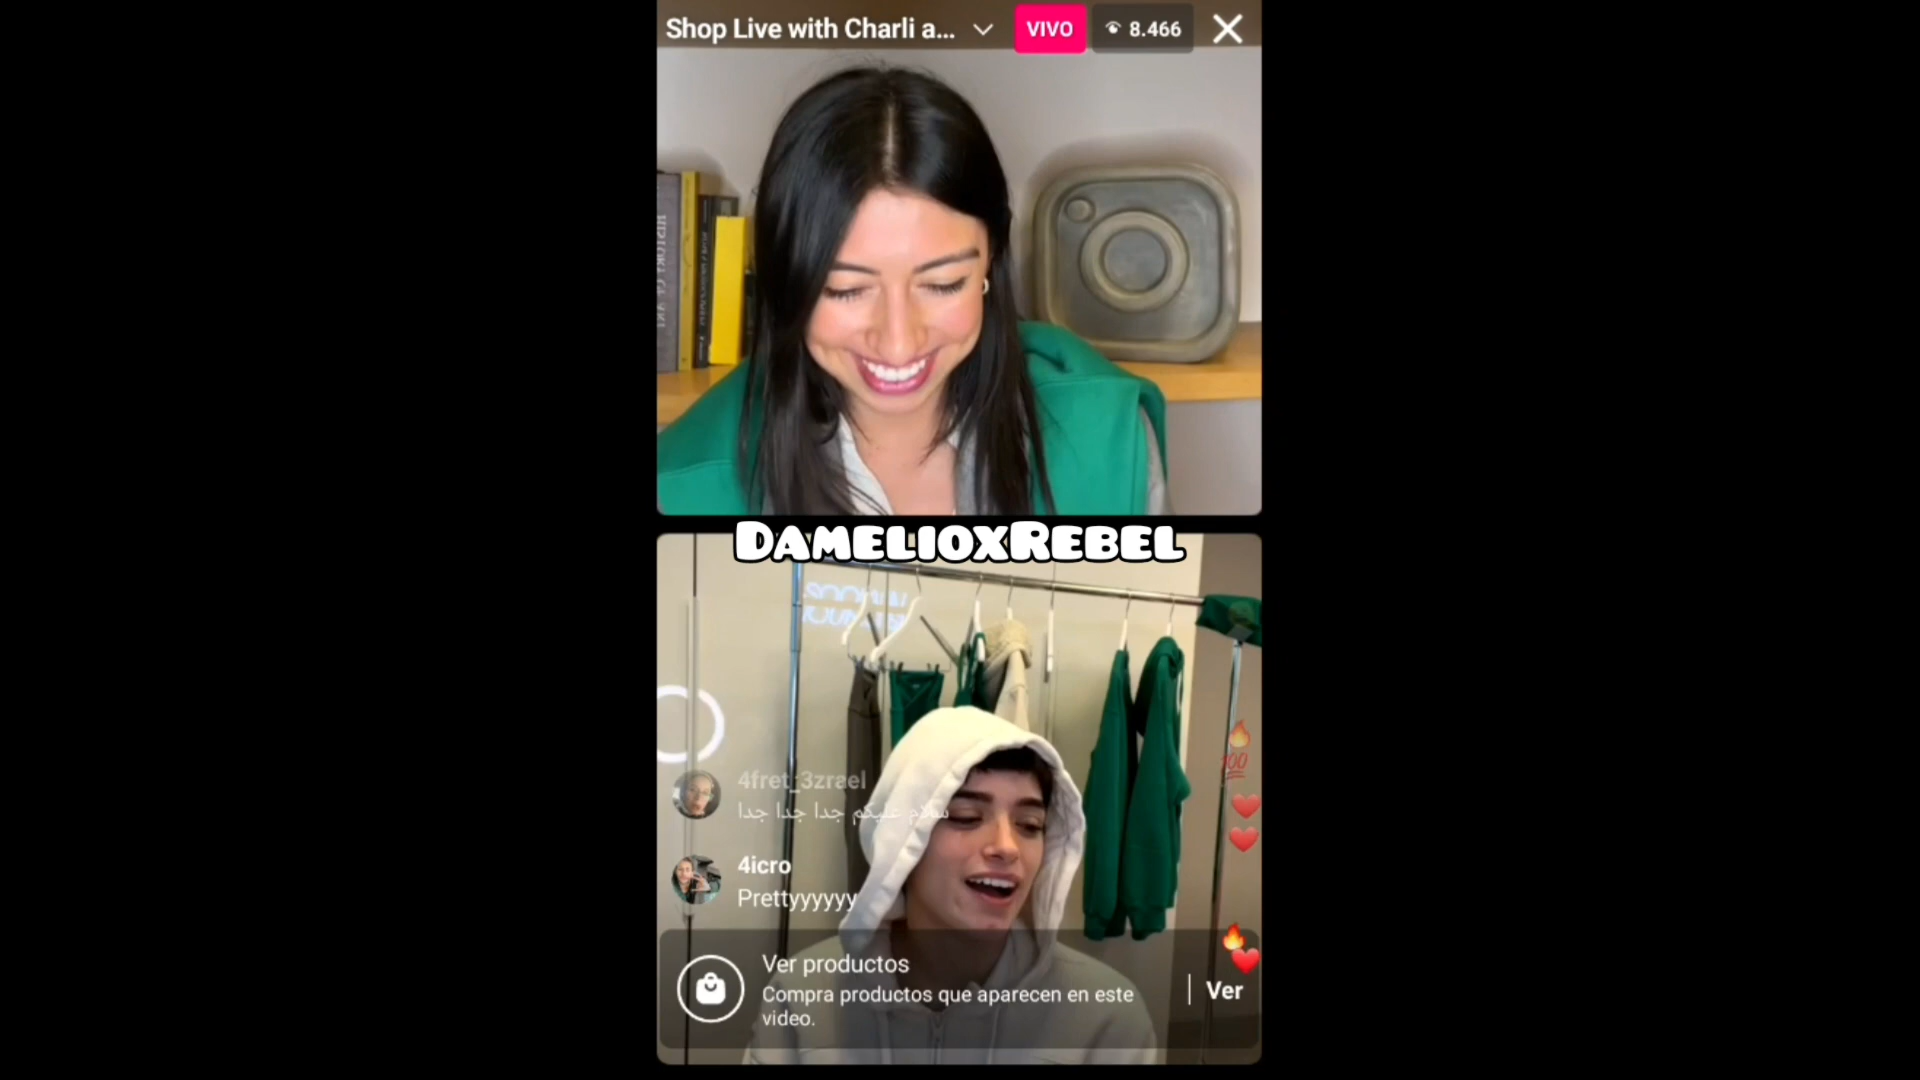 Shop Live with Charli a...
VIVO
8.466
DAMELIOXREBEL
4fret_3zrael
سلام عليكم جدا جدا جدا
4icro
Prettyyyyyy
Ver productos
Compra productos que aparecen en este
video.
Ver
100